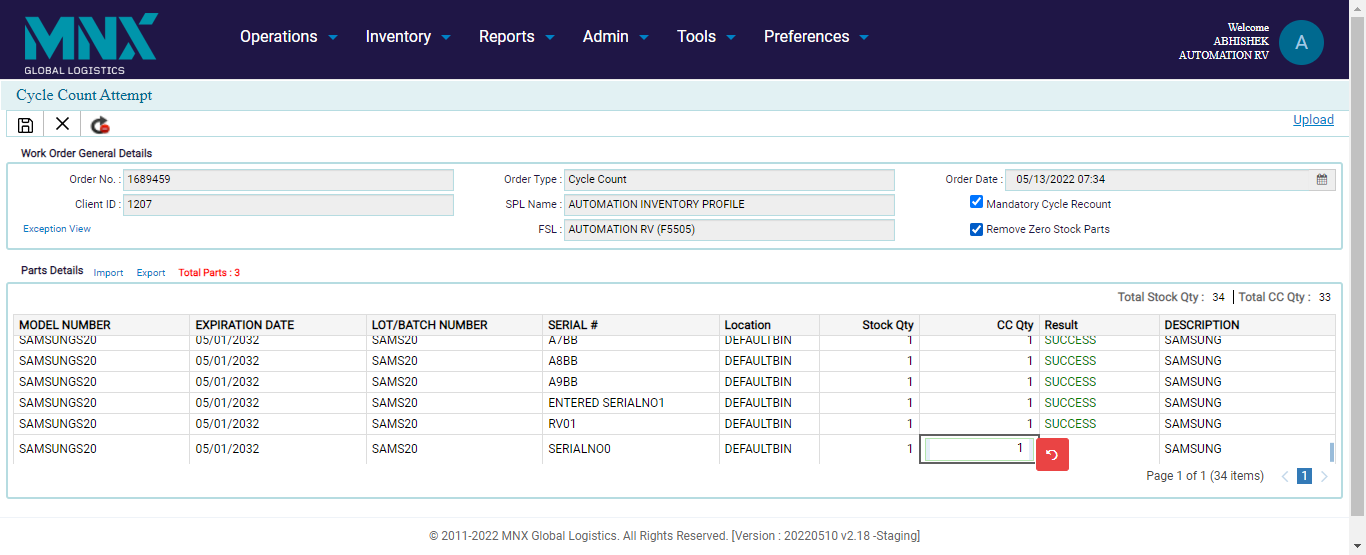 MNX
GLOBAL LOGISTICS
Operations Inventory Reports Admin Tools Preferences
Welcome
ABHISHEK
AUTOMATION RV
A
Cycle Count Attempt
Upload
Work Order General Details
Order No. : 1689459 Order Type : Cycle Count Order Date : 05/13/2022 07:34
Client ID : 1207 SPL Name : AUTOMATION INVENTORY PROFILE Mandatory Cycle Recount
Exception View FSL : AUTOMATION RV (F5505) Remove Zero Stock Parts
Parts Details Import Export Total Parts : 3
Total Stock Qty : 34 | Total CC Qty : 33
MODEL NUMBER EXPIRATION DATE LOT/BATCH NUMBER SERIAL # Location Stock Qty CC Qty Result DESCRIPTION
SAMSUNGS20 05/01/2032 SAMS20 A7BB DEFAULTBIN 1 1 SUCCESS SAMSUNG
SAMSUNGS20 05/01/2032 SAMS20 A8BB DEFAULTBIN 1 1 SUCCESS SAMSUNG
SAMSUNGS20 05/01/2032 SAMS20 A9BB DEFAULTBIN 1 1 SUCCESS SAMSUNG
SAMSUNGS20 05/01/2032 SAMS20 ENTERED SERIALNO1 DEFAULTBIN 1 1 SUCCESS SAMSUNG
SAMSUNGS20 05/01/2032 SAMS20 RV01 DEFAULTBIN 1 1 SUCCESS SAMSUNG
SAMSUNGS20 05/01/2032 SAMS20 SERIALNO0 DEFAULTBIN 1 1 SAMSUNG
Page 1 of 1 (34 items) 1
© 2011-2022 MNX Global Logistics. All Rights Reserved. [Version : 20220510 v2.18 -Staging]